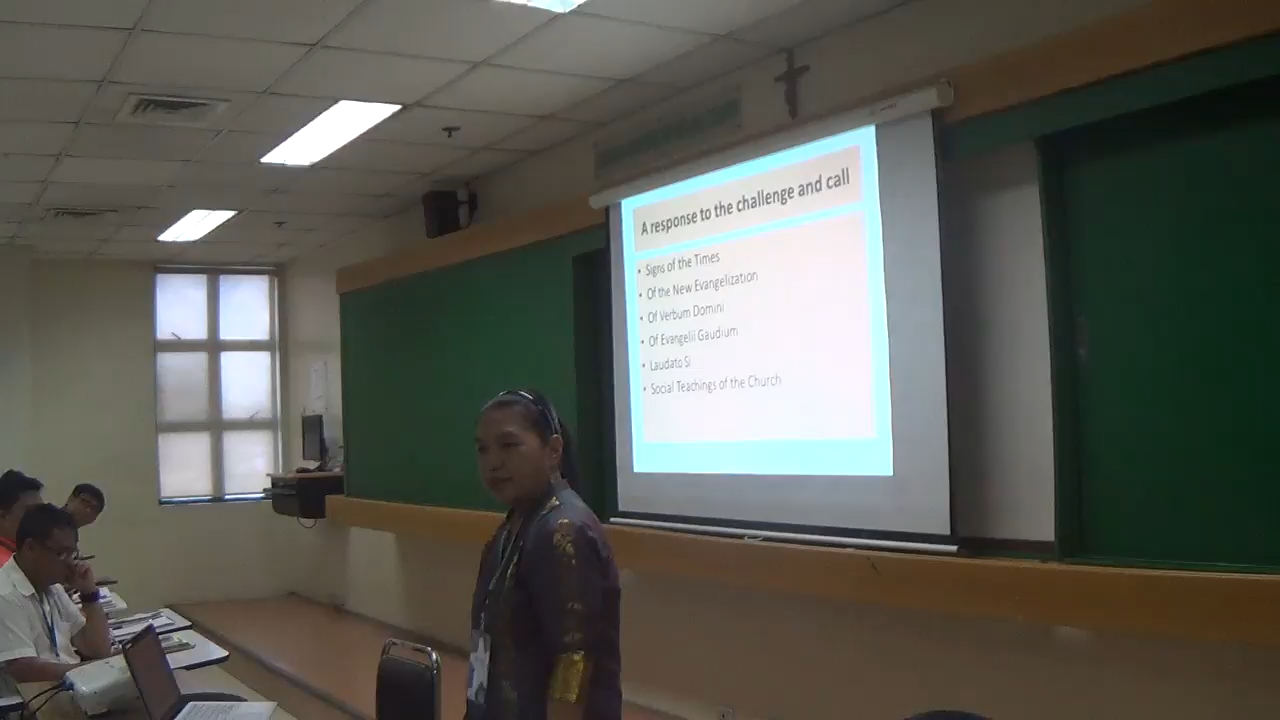 A response to the challenge and call
• Signs of the Times
• Of the New Evangelization
• Of Verbum Domini
• Of Evangelii Gaudium
• Laudato Si
• Social Teachings of the Church